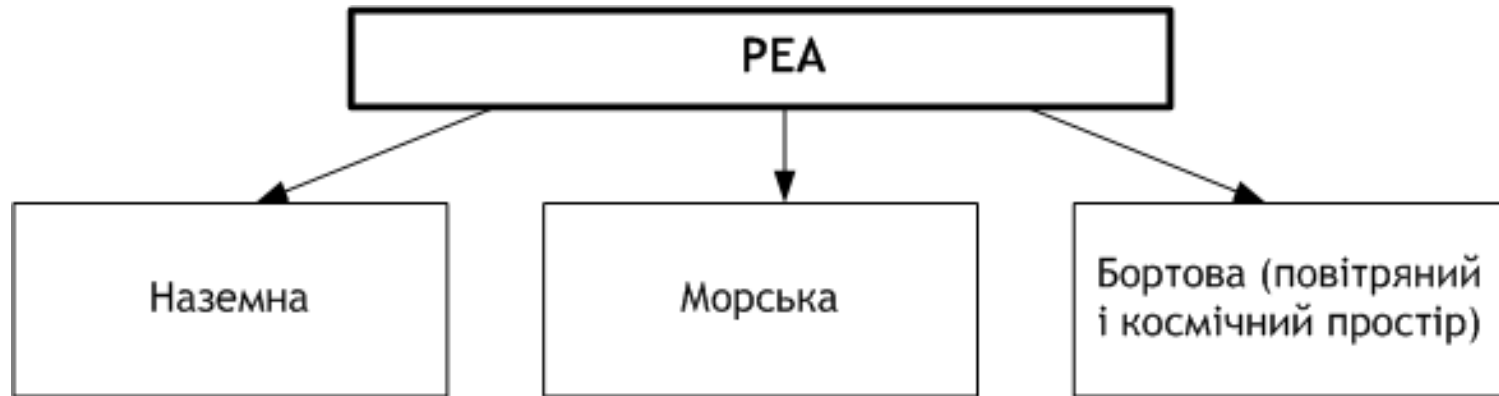 РЕА
Наземна
Морська
Бортова (повітряний
і космічний простір)